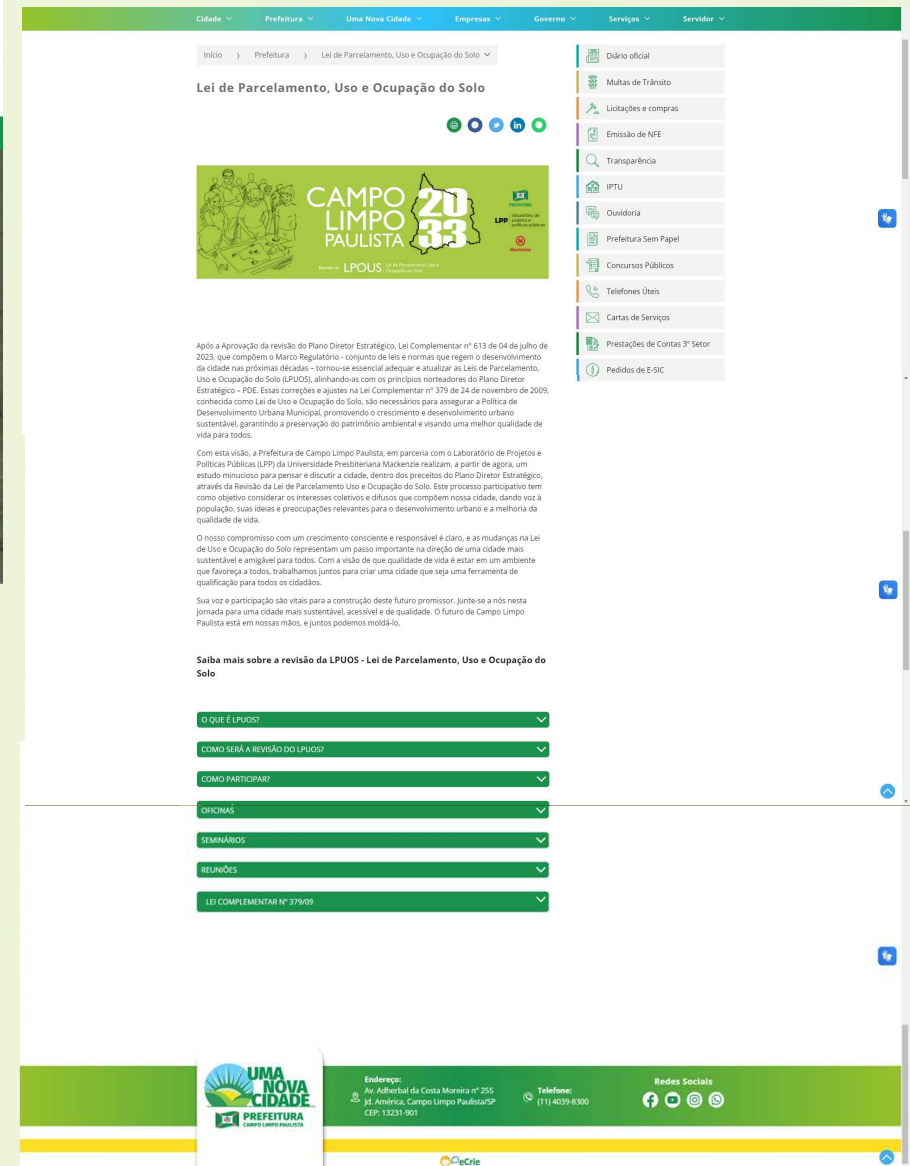 Cidade Prefeitura Uma Nova Cidade Empresas Governo Serviços Servidor
Início ) Prefeitura ) Lei de Parcelamento, Uso e Ocupação do Solo
Lei de Parcelamento, Uso e Ocupação do Solo
CAMPO
LIMPO
PAULISTA
2033
PREFEITURA
LPP laboratório de
projetos e
políticas públicas
Mackenzie
Revisão da LPOUS Lei de Parcelamento Uso e
Ocupação do Solo
Após a Aprovação da revisão do Plano Diretor Estratégico, Lei Complementar nº 613 de 04 de julho de
2023, que compõem o Marco Regulatório - conjunto de leis e normas que regem o desenvolvimento
da cidade nas próximas décadas – tornou-se essencial adequar e atualizar as Leis de Parcelamento,
Uso e Ocupação do Solo (LPUOS), alinhando-as com os princípios norteadores do Plano Diretor
Estratégico – PDE. Essas correções e ajustes na Lei Complementar nº 379 de 24 de novembro de 2009,
conhecida como Lei de Uso e Ocupação do Solo, são necessários para assegurar a Política de
Desenvolvimento Urbana Municipal, promovendo o crescimento e desenvolvimento urbano
sustentável, garantindo a preservação do patrimônio ambiental e visando uma melhor qualidade de
vida para todos.
Com esta visão, a Prefeitura de Campo Limpo Paulista, em parceria com o Laboratório de Projetos e
Políticas Públicas (LPP) da Universidade Presbiteriana Mackenzie realizam, a partir de agora, um
estudo minucioso para pensar e discutir a cidade, dentro dos preceitos do Plano Diretor Estratégico,
através da Revisão da Lei de Parcelamento Uso e Ocupação do Solo. Este processo participativo tem
como objetivo considerar os interesses coletivos e difusos que compõem nossa cidade, dando voz à
população, suas ideias e preocupações relevantes para o desenvolvimento urbano e a melhoria da
qualidade de vida.
O nosso compromisso com um crescimento consciente e responsável é claro, e as mudanças na Lei
de Uso e Ocupação do Solo representam um passo importante na direção de uma cidade mais
sustentável e amigável para todos. Com a visão de que qualidade de vida é estar em um ambiente
que favoreça a todos, trabalhamos juntos para criar uma cidade que seja uma ferramenta de
qualificação para todos os cidadãos.
Sua voz e participação são vitais para a construção deste futuro promissor. Junte-se a nós nesta
jornada para uma cidade mais sustentável, acessível e de qualidade. O futuro de Campo Limpo
Paulista está em nossas mãos, e juntos podemos moldá-lo.
Saiba mais sobre a revisão da LPUOS - Lei de Parcelamento, Uso e Ocupação do
Solo
O QUE É LPUOS?
COMO SERÁ A REVISÃO DO LPUOS?
COMO PARTICIPAR?
OFICINAS
SEMINÁRIOS
REUNIÕES
LEI COMPLEMENTAR Nº 379/09
Diário oficial
Multas de Trânsito
Licitações e compras
Emissão de NFE
Transparência
IPTU
Ouvidoria
Prefeitura Sem Papel
Concursos Públicos
Telefones Úteis
Cartas de Serviços
Prestações de Contas 3º Setor
Pedidos de E-SIC
UMA
NOVA
CIDADE
PREFEITURA
CAMPO LIMPO PAULISTA
Endereço:
Av. Adherbal da Costa Moreira nº 255
Jd. América, Campo Limpo Paulista/SP
CEP: 13231-901
Telefone:
(11) 4039-8300
Redes Sociais
eCrie